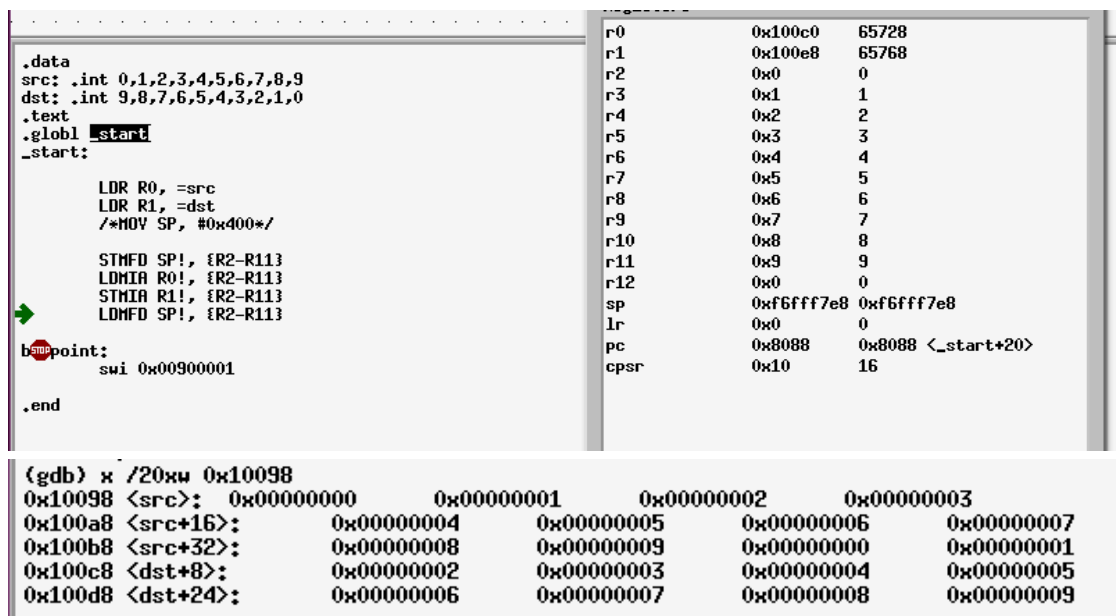 .data
src: .int 0,1,2,3,4,5,6,7,8,9
dst: .int 9,8,7,6,5,4,3,2,1,0
.text
.globl _start
_start:
LDR R0, =src
LDR R1, =dst
/*MOV SP, #0x400*/
STMFD SP!, {R2-R11}
LDMIA R0!, {R2-R11}
STMIA R1!, {R2-R11}
LDMFD SP!, {R2-R11}
STOP
point:
swi 0x00900001
.end
r0 0x100c0 65728
r1 0x100e8 65768
r2 0x0 0
r3 0x1 1
r4 0x2 2
r5 0x3 3
r6 0x4 4
r7 0x5 5
r8 0x6 6
r9 0x7 7
r10 0x8 8
r11 0x9 9
r12 0x0 0
sp 0xf6fff7e8 0xf6fff7e8
lr 0x0 0
pc 0x8088 0x8088 <_start+20>
cpsr 0x10 16
(gdb) x /20xw 0x10098
0x10098 <src>: 0x00000000 0x00000001 0x00000002 0x00000003
0x100a8 <src+16>: 0x00000004 0x00000005 0x00000006 0x00000007
0x100b8 <src+32>: 0x00000008 0x00000009 0x00000000 0x00000001
0x100c8 <dst+8>: 0x00000002 0x00000003 0x00000004 0x00000005
0x100d8 <dst+24>: 0x00000006 0x00000007 0x00000008 0x00000009